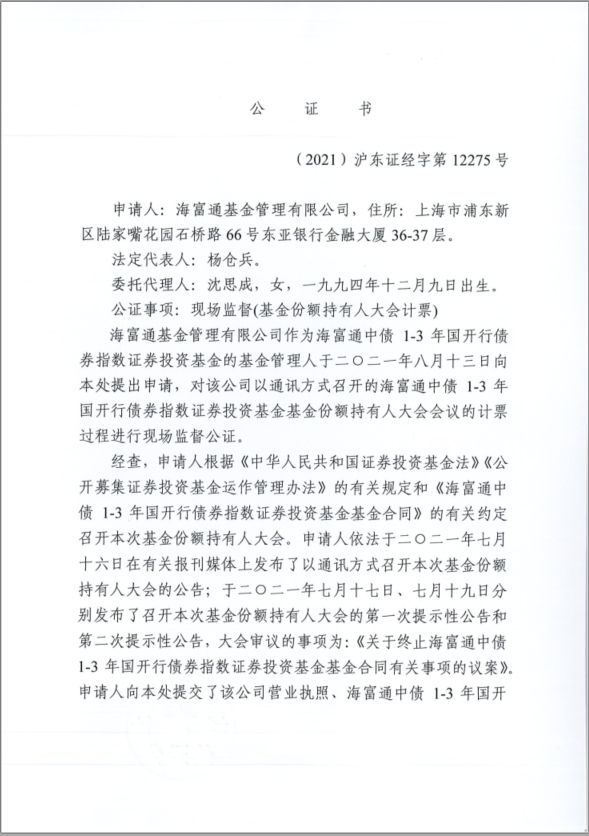 公 证 书
（2021）沪东证经字第 12275 号
申请人：海富通基金管理有限公司，住所：上海市浦东新
区陆家嘴花园石桥路 66 号东亚银行金融大厦 36-37 层。
法定代表人：杨仓兵。
委托代理人：沈思成，女，一九九四年十二月九日出生。
公证事项：现场监督(基金份额持有人大会计票)
海富通基金管理有限公司作为海富通中债 1-3 年国开行债
券指数证券投资基金的基金管理人于二〇二一年八月十三日向
本处提出申请，对该公司以通讯方式召开的海富通中债 1-3 年
国开行债券指数证券投资基金基金份额持有人大会会议的计票
过程进行现场监督公证。
经查，申请人根据《中华人民共和国证券投资基金法》《公
开募集证券投资基金运作管理办法》的有关规定和《海富通中
债 1-3 年国开行债券指数证券投资基金基金合同》的有关约定
召开本次基金份额持有人大会。申请人依法于二〇二一年七月
十六日在有关报刊媒体上发布了以通讯方式召开本次基金份额
持有人大会的公告；于二〇二一年七月十七日、七月十九日分
别发布了召开本次基金份额持有人大会的第一次提示性公告和
第二次提示性公告，大会审议的事项为：《关于终止海富通中债
1-3 年国开行债券指数证券投资基金基金合同有关事项的议案》。
申请人向本处提交了该公司营业执照、海富通中债 1-3 年国开